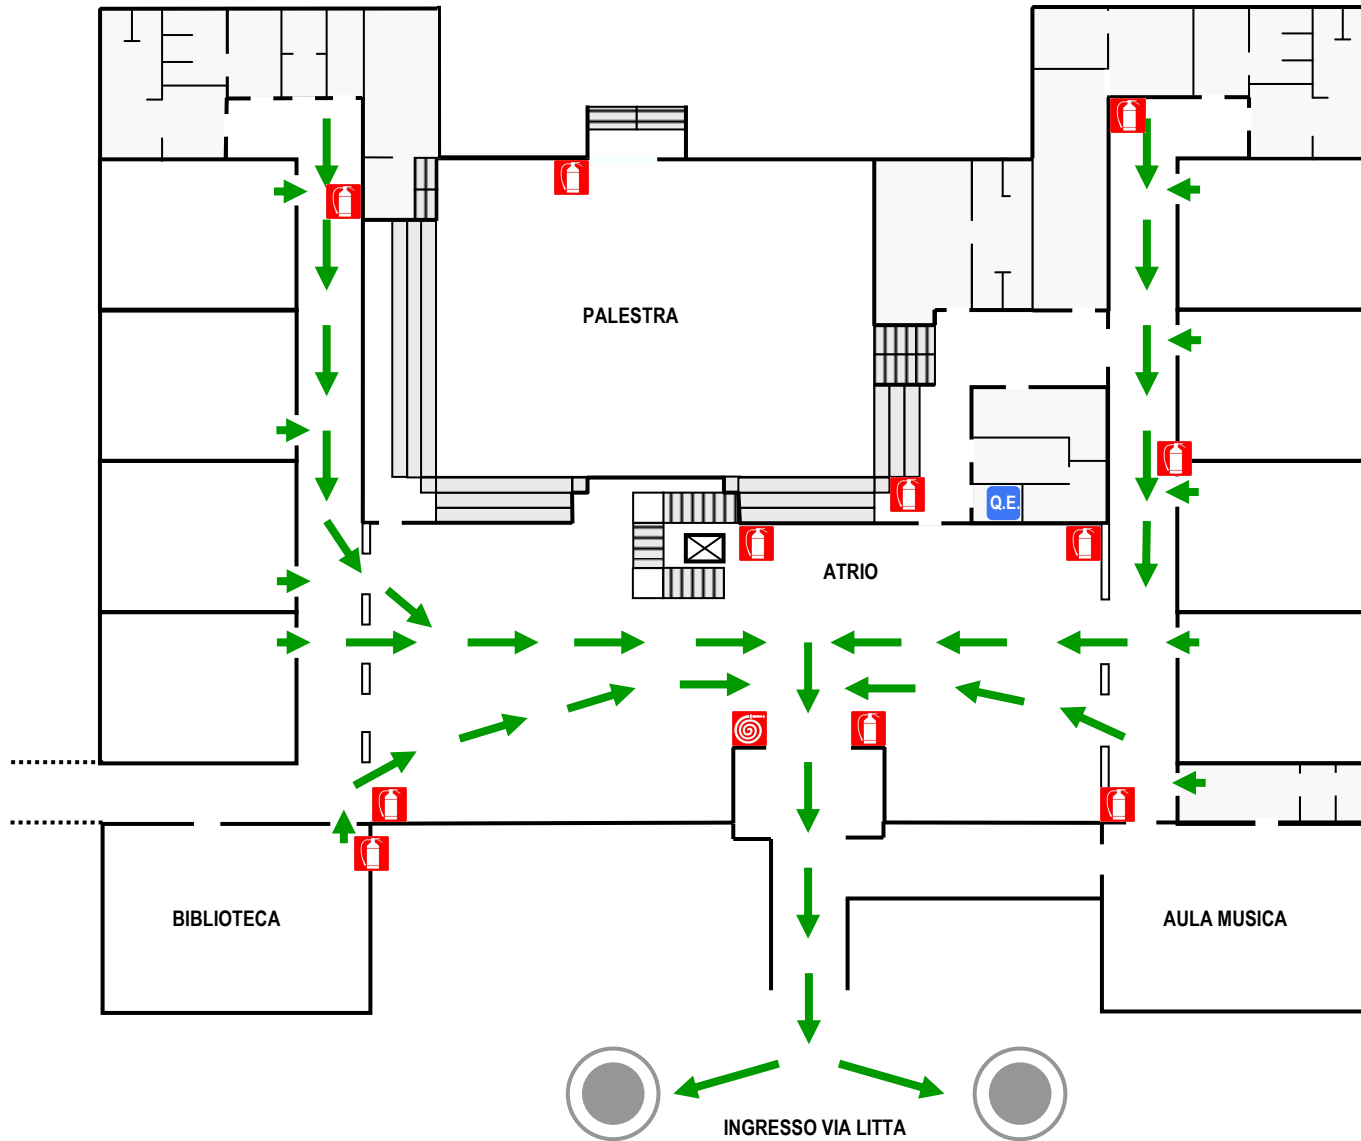 PALESTRA
Q.E.
ATRIO
BIBLIOTECA
AULA MUSICA
INGRESSO VIA LITTA